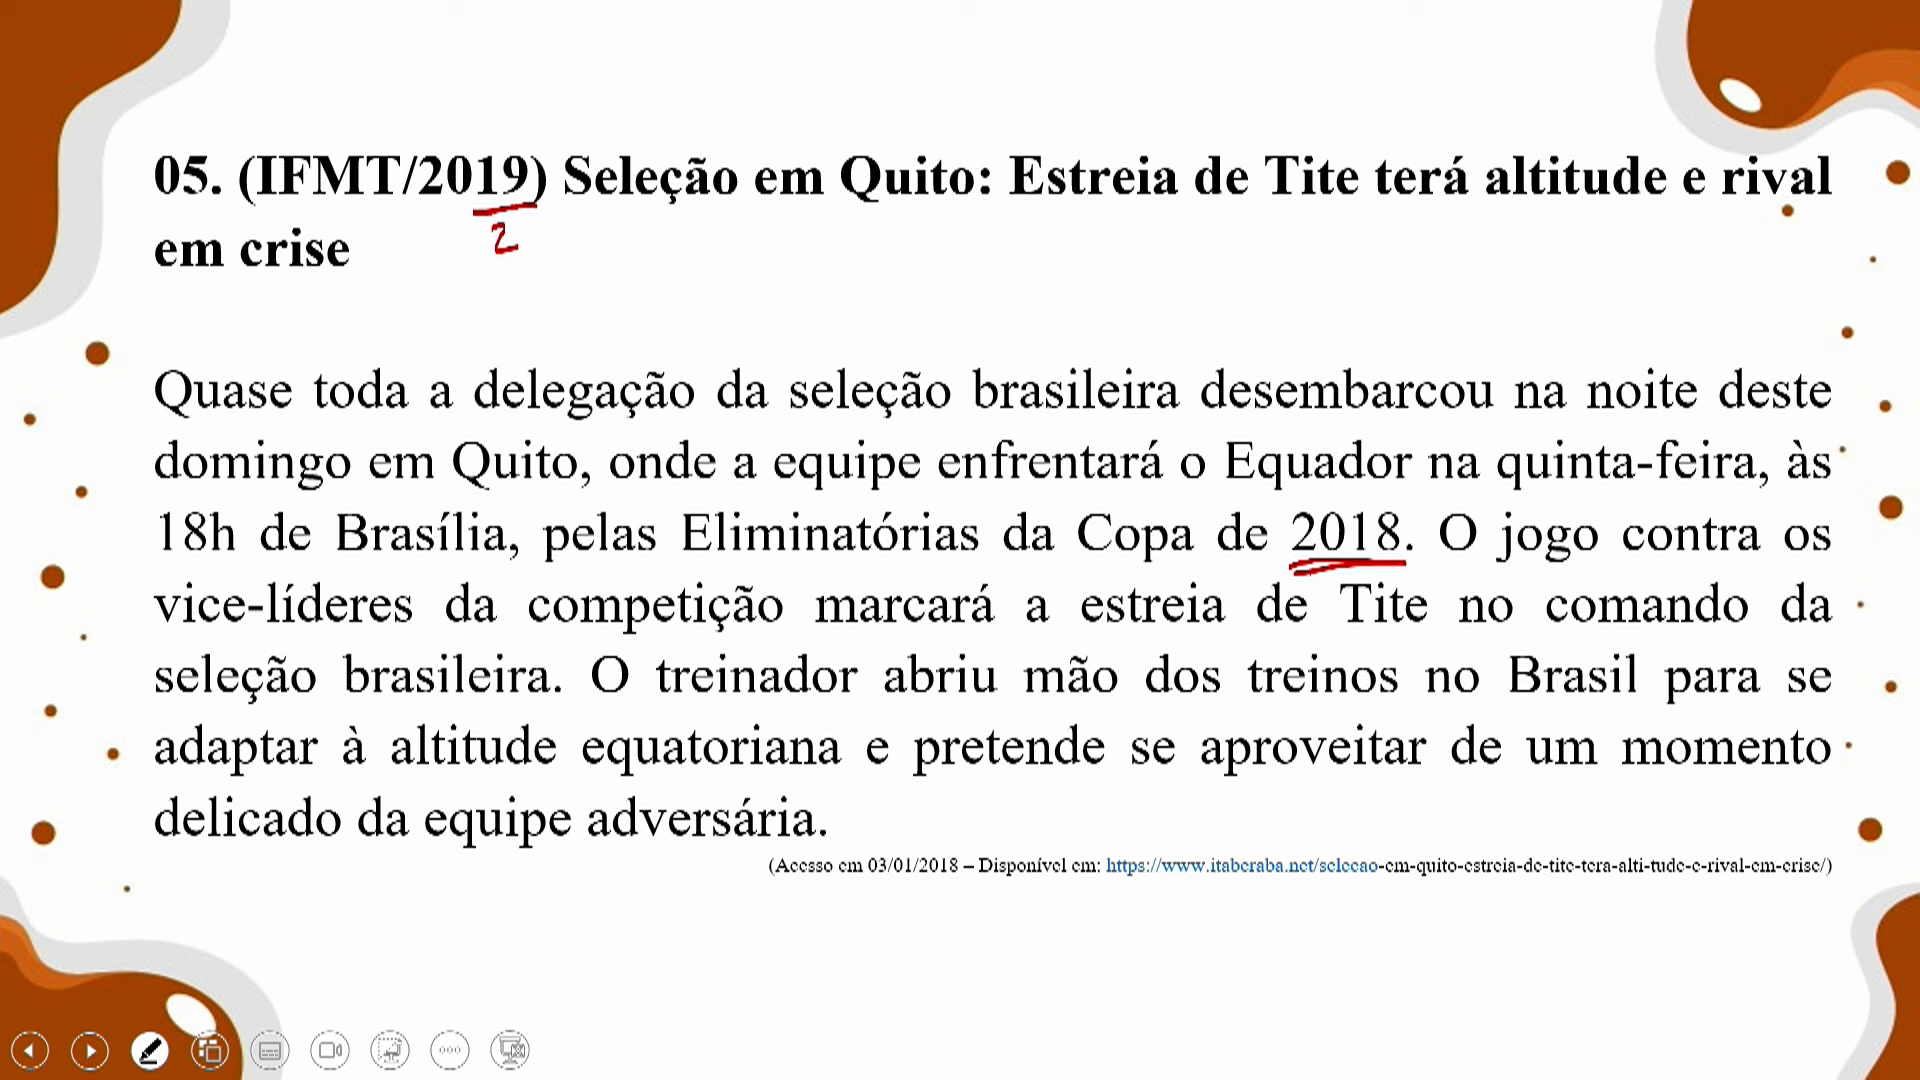 05. (IFMT/2019) Seleção em Quito: Estreia de Tite terá altitude e rival
em crise
2
Quase toda a delegação da seleção brasileira desembarcou na noite deste
domingo em Quito, onde a equipe enfrentará o Equador na quinta-feira, às
18h de Brasília, pelas Eliminatórias da Copa de 2018. O jogo contra os
vice-líderes da competição marcará a estreia de Tite no comando da
seleção brasileira. O treinador abriu mão dos treinos no Brasil para se
adaptar à altitude equatoriana e pretende se aproveitar de um momento
delicado da equipe adversária.
(Acesso em 03/01/2018 – Disponível em: https://www.itaberaba.net/selecao-em-quito-estreia-de-tite-tera-alti-tude-e-rival-em-crise/)